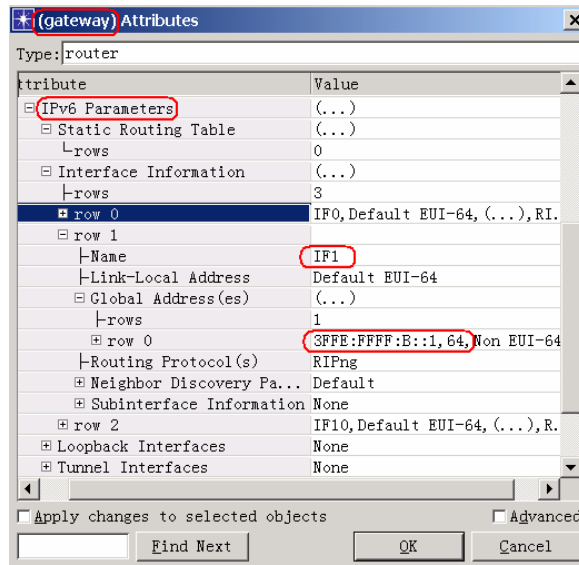 (gateway) Attributes
Type: router
ttribute Value
IPv6 Parameters (...)
Static Routing Table (...)
rows 0
Interface Information (...)
rows 3
row 0 IF0, Default EUI-64, (...), RI.
row 1
Name IF1
Link-Local Address Default EUI-64
Global Address(es) (...)
rows 1
row 0 3FFE:FFFF:B::1, 64, Non EUI-64
Routing Protocol(s) RIPng
Neighbor Discovery Pa... Default
Subinterface Information None
row 2 IF10, Default EUI-64, (...), R.
Loopback Interfaces None
Tunnel Interfaces None
Apply changes to selected objects Advanced
Find Next OK Cancel